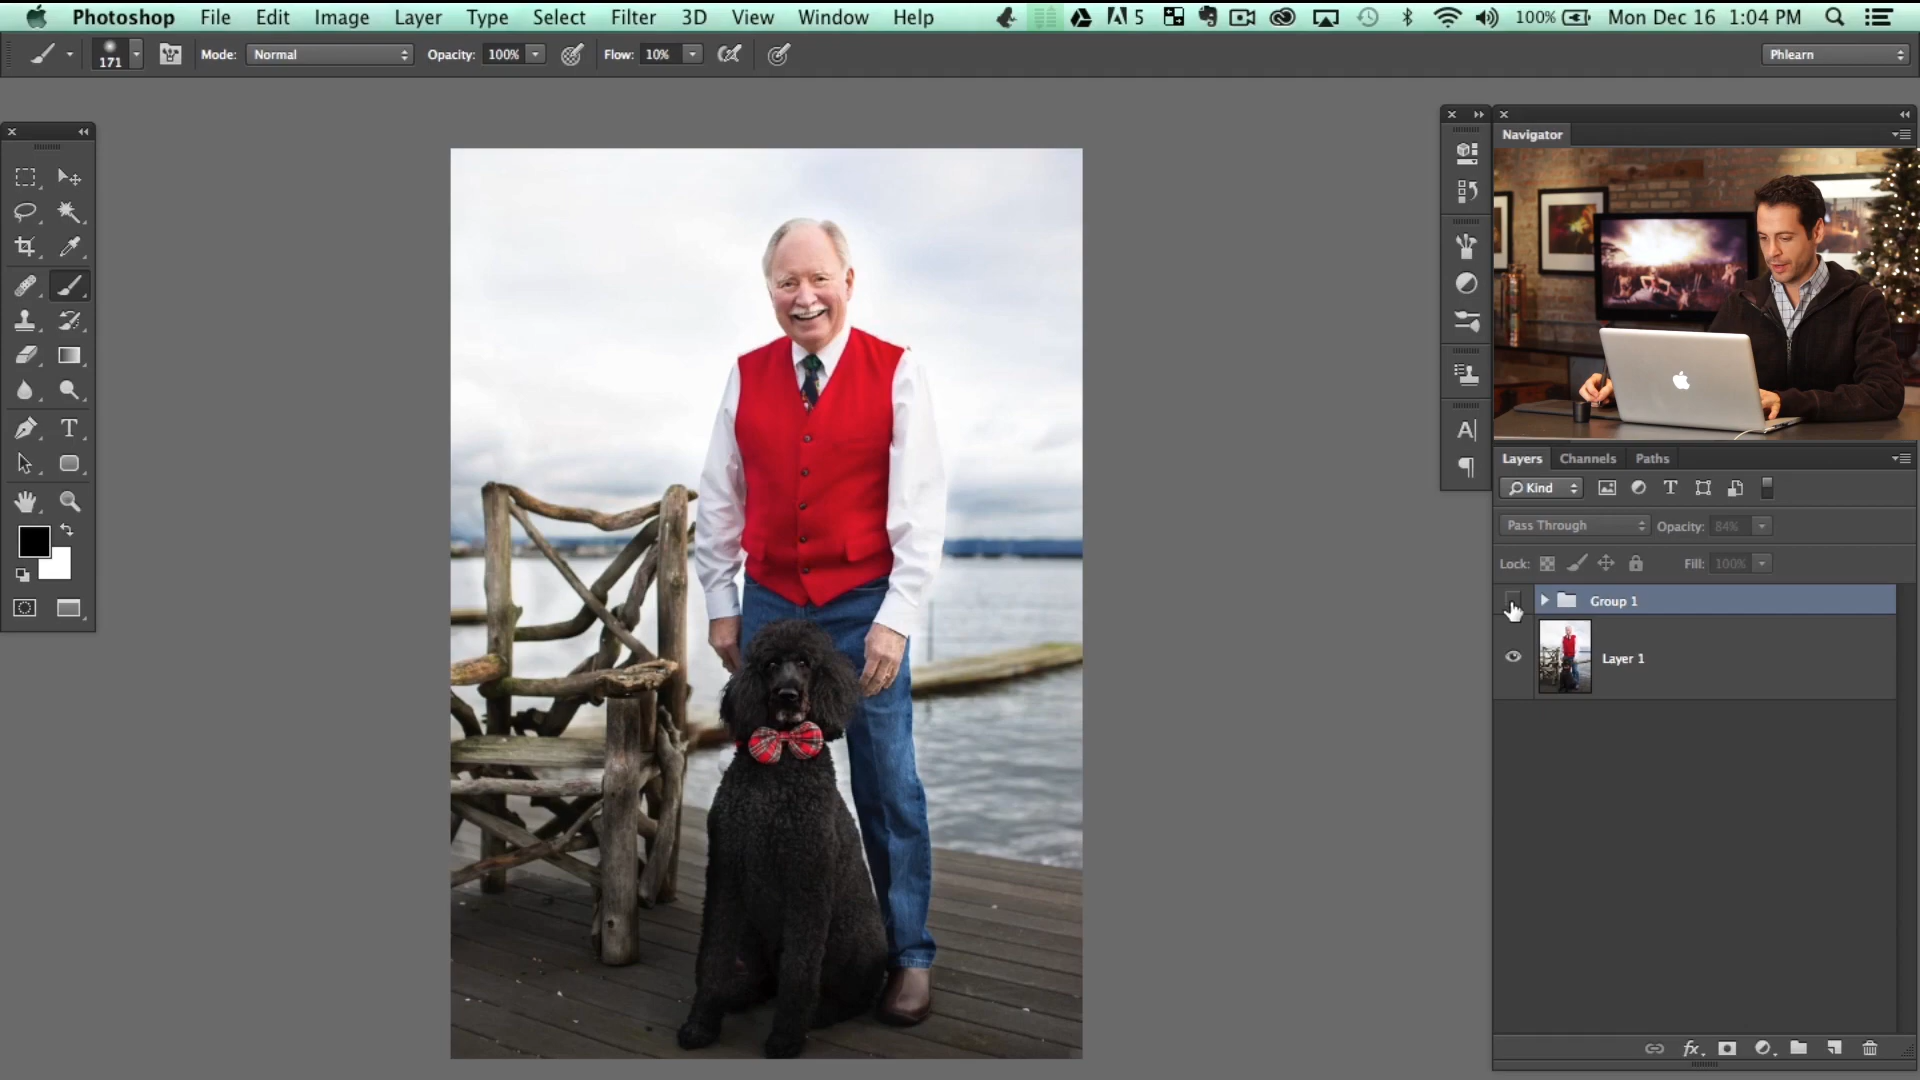 Photoshop File Edit Image Layer Type Select Filter 3D View Window Help 5 100% Mon Dec 16 1:04 PM
171 Mode: Normal Opacity: 100% Flow: 10% Phlearn
Navigator
Layers Channels Paths
Kind
Pass Through Opacity: 84%
Lock: Fill: 100%
Group 1
Layer 1